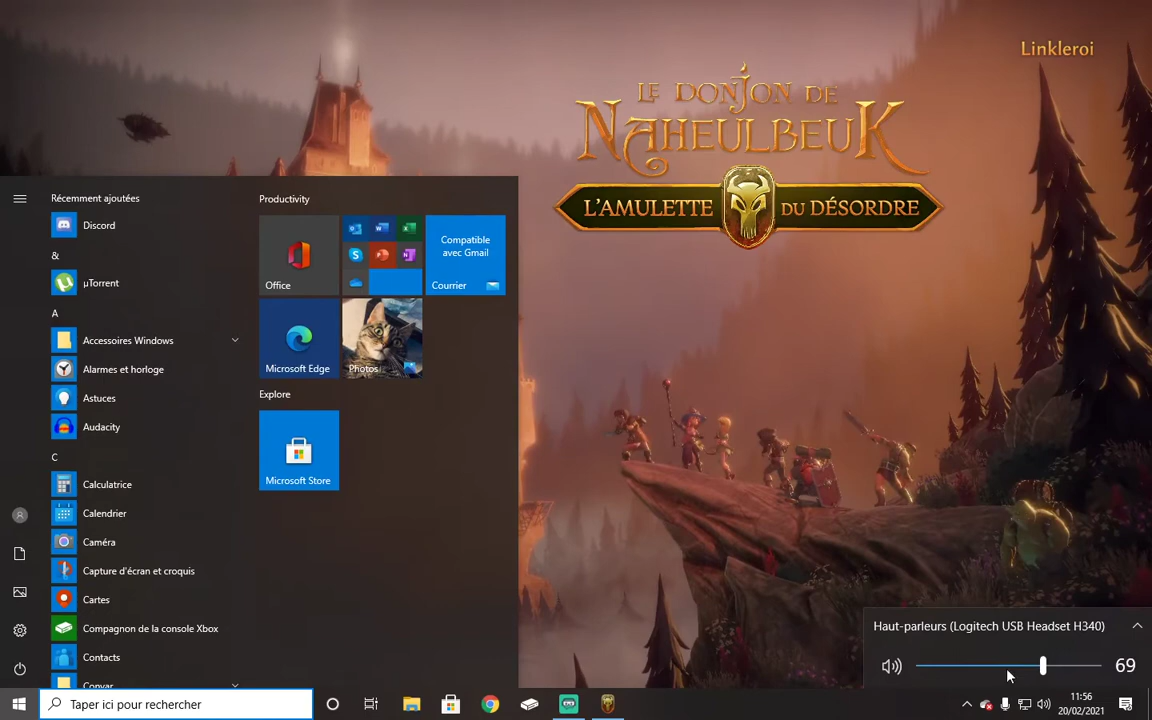 Linkleroi
LE DONJON DE
NAHEULBEUK
L'AMULETTE DU DÉSORDRE
Récemment ajoutées
Discord
&
µTorrent
A
Accessoires Windows
Alarmes et horloge
Astuces
Audacity
C
Calculatrice
Calendrier
Caméra
Capture d'écran et croquis
Cartes
Compagnon de la console Xbox
Contacts
Copyar
Productivity
Office
Compatible
avec Gmail
Courrier
Microsoft Edge
Photos
Explore
Microsoft Store
Haut-parleurs (Logitech USB Headset H340)
69
Taper ici pour rechercher
11:56
20/02/2021